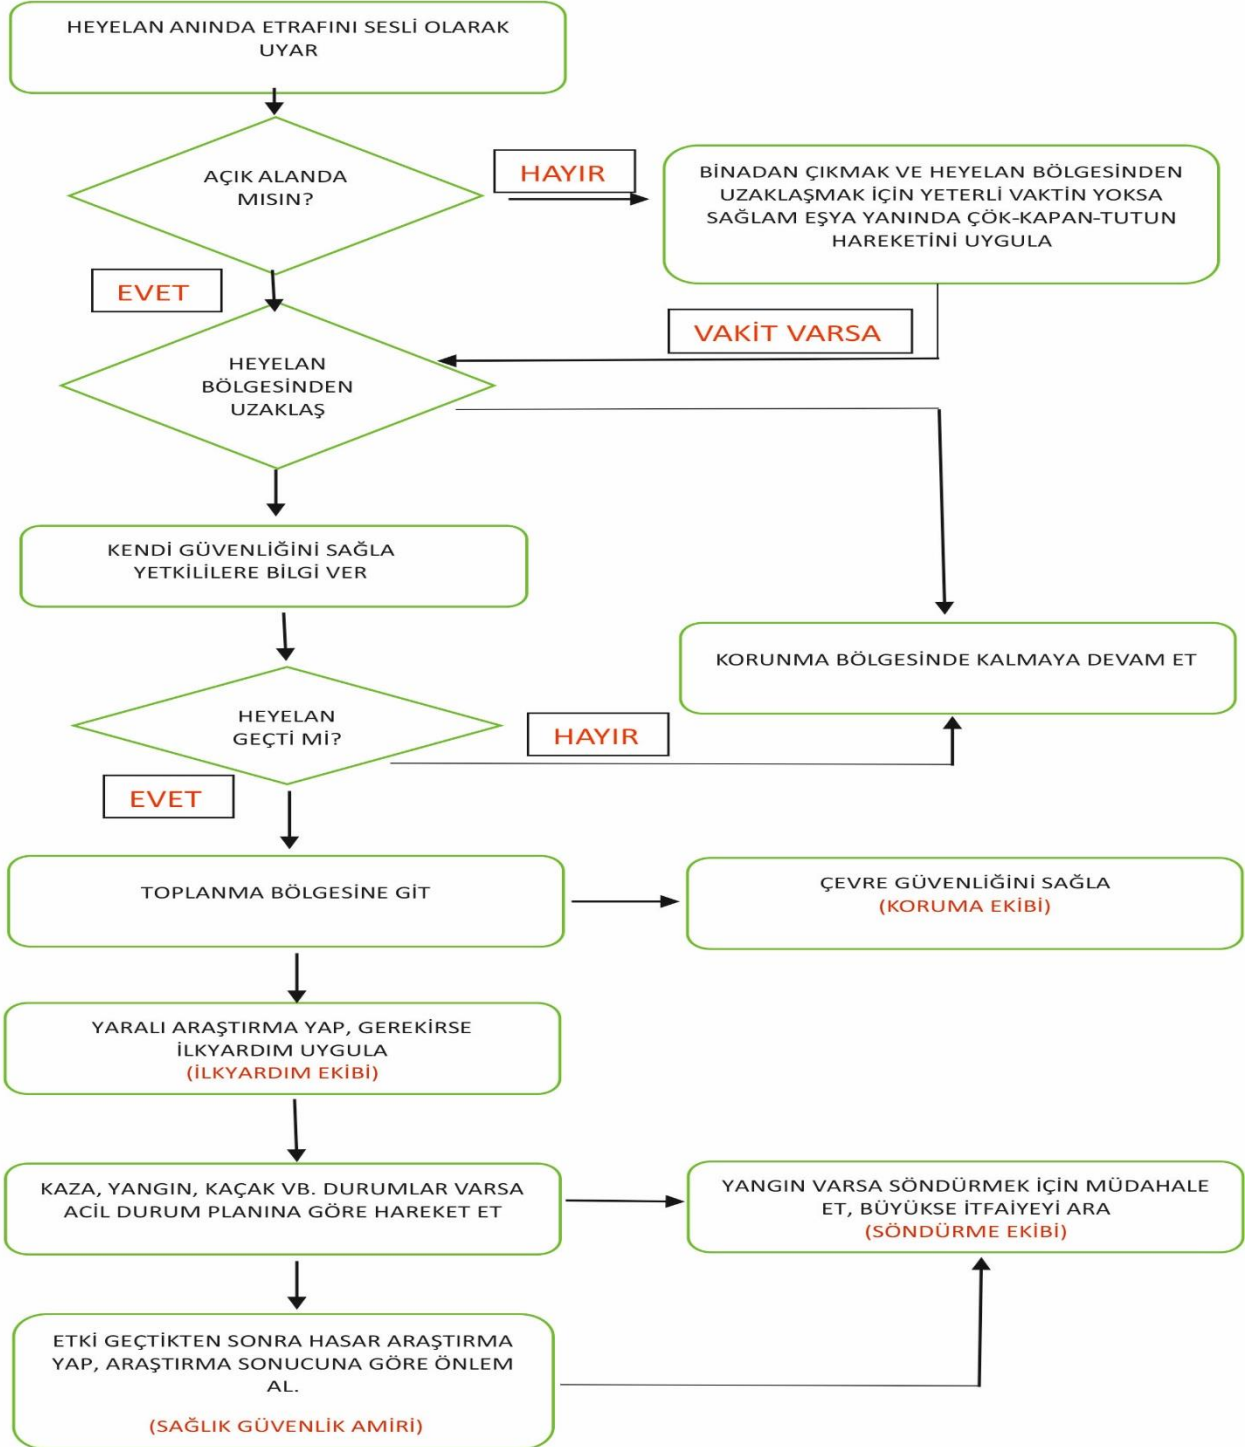 HEYELAN ANINDA ETRAFINI SESLİ OLARAK
UYAR
AÇIK ALANDA
MISIN?
HAYIR
BİNADAN ÇIKMAK VE HEYELAN BÖLGESİNDEN
UZAKLAŞMAK İÇİN YETERLİ VAKTİN YOKSA
SAĞLAM EŞYA YANINDA ÇÖK-KAPAN-TUTUN
HAREKETİNİ UYGULA
EVET
VAKİT VARSA
HEYELAN
BÖLGESİNDEN
UZAKLAŞ
KENDİ GÜVENLİĞİNİ SAĞLA
YETKİLİLERE BİLGİ VER
KORUNMA BÖLGESİNDE KALMAYA DEVAM ET
HEYELAN
GEÇTİ Mİ?
HAYIR
EVET
TOPLANMA BÖLGESİNE GİT
ÇEVRE GÜVENLİĞİNİ SAĞLA
(KORUMA EKİBİ)
YARALI ARAŞTIRMA YAP, GEREKİRSE
İLKYARDIM UYGULA
(İLKYARDIM EKİBİ)
KAZA, YANGIN, KAÇAK VB. DURUMLAR VARSA
ACİL DURUM PLANINA GÖRE HAREKET ET
YANGIN VARSA SÖNDÜRMEK İÇİN MÜDAHALE
ET, BÜYÜKSE İTFAİYEYİ ARA
(SÖNDÜRME EKİBİ)
ETKİ GEÇTİKTEN SONRA HASAR ARAŞTIRMA
YAP, ARAŞTIRMA SONUCUNA GÖRE ÖNLEM
AL.
(SAĞLIK GÜVENLİK AMİRİ)